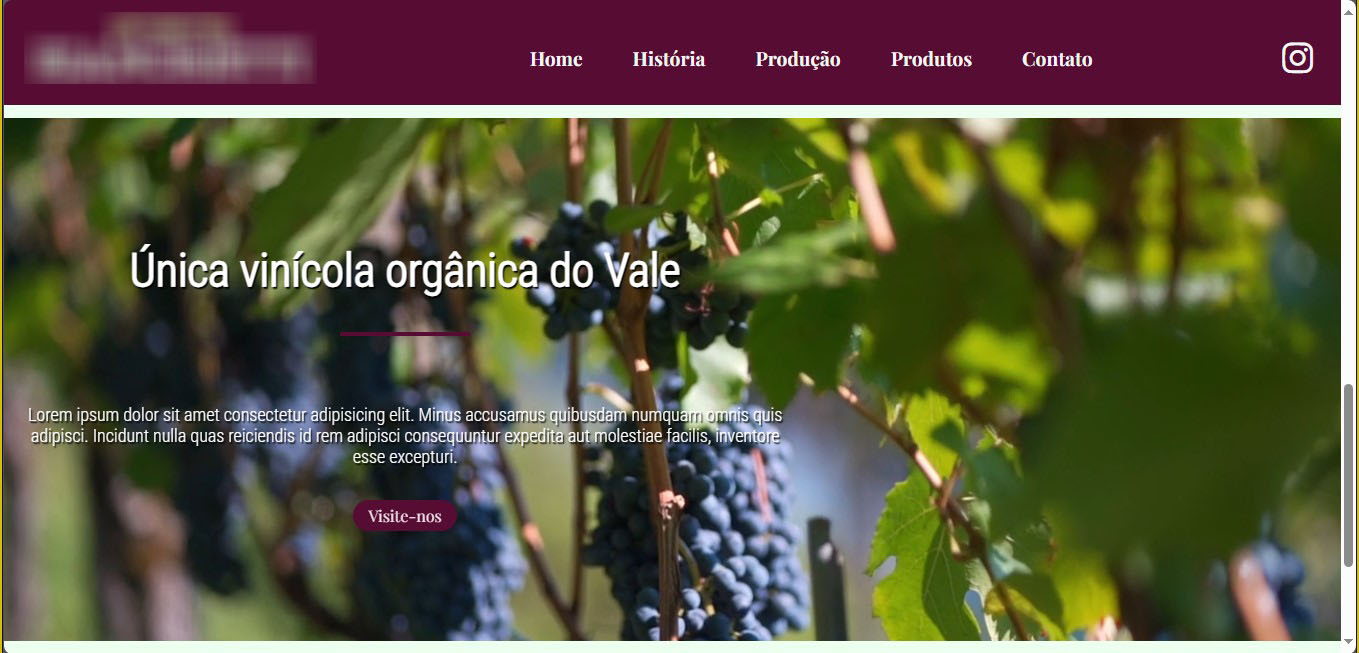 Home
História
Produção
Produtos
Contato
Única vinícola orgânica do Vale
Lorem ipsum dolor sit amet consectetur adipisicing elit. Minus accusamus quibusdam numquam omnis quis
adipisci. Incidunt nulla quas reiciendis id rem adipisci consequuntur expedita aut molestiae facilis, inventore
esse excepturi.
Visite-nos